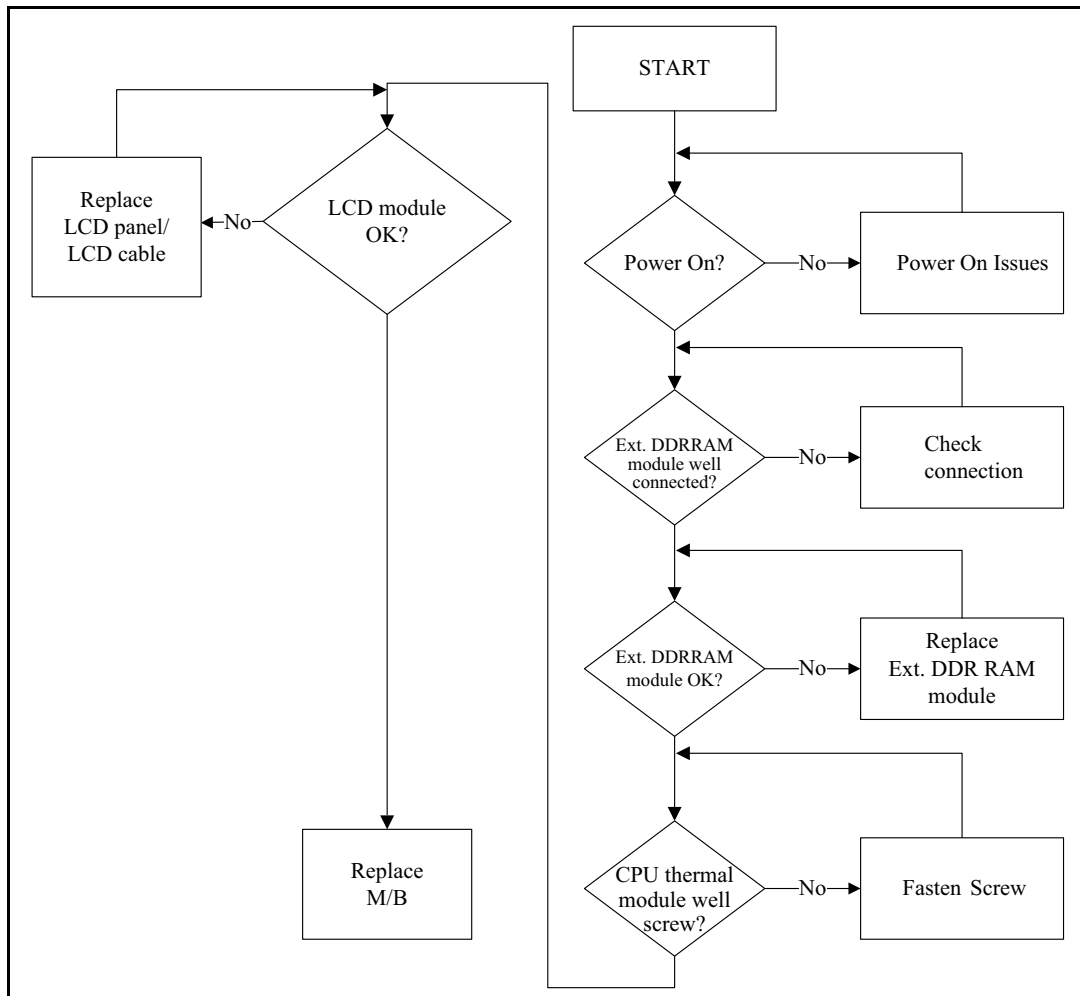 START
Power On?
No
Power On Issues
Ext. DDRRAM
module well
connected?
No
Check
connection
Ext. DDRRAM
module OK?
No
Replace
Ext. DDR RAM
module
CPU thermal
module well
screw?
No
Fasten Screw
LCD module
OK?
No
Replace
LCD panel/
LCD cable
Replace
M/B